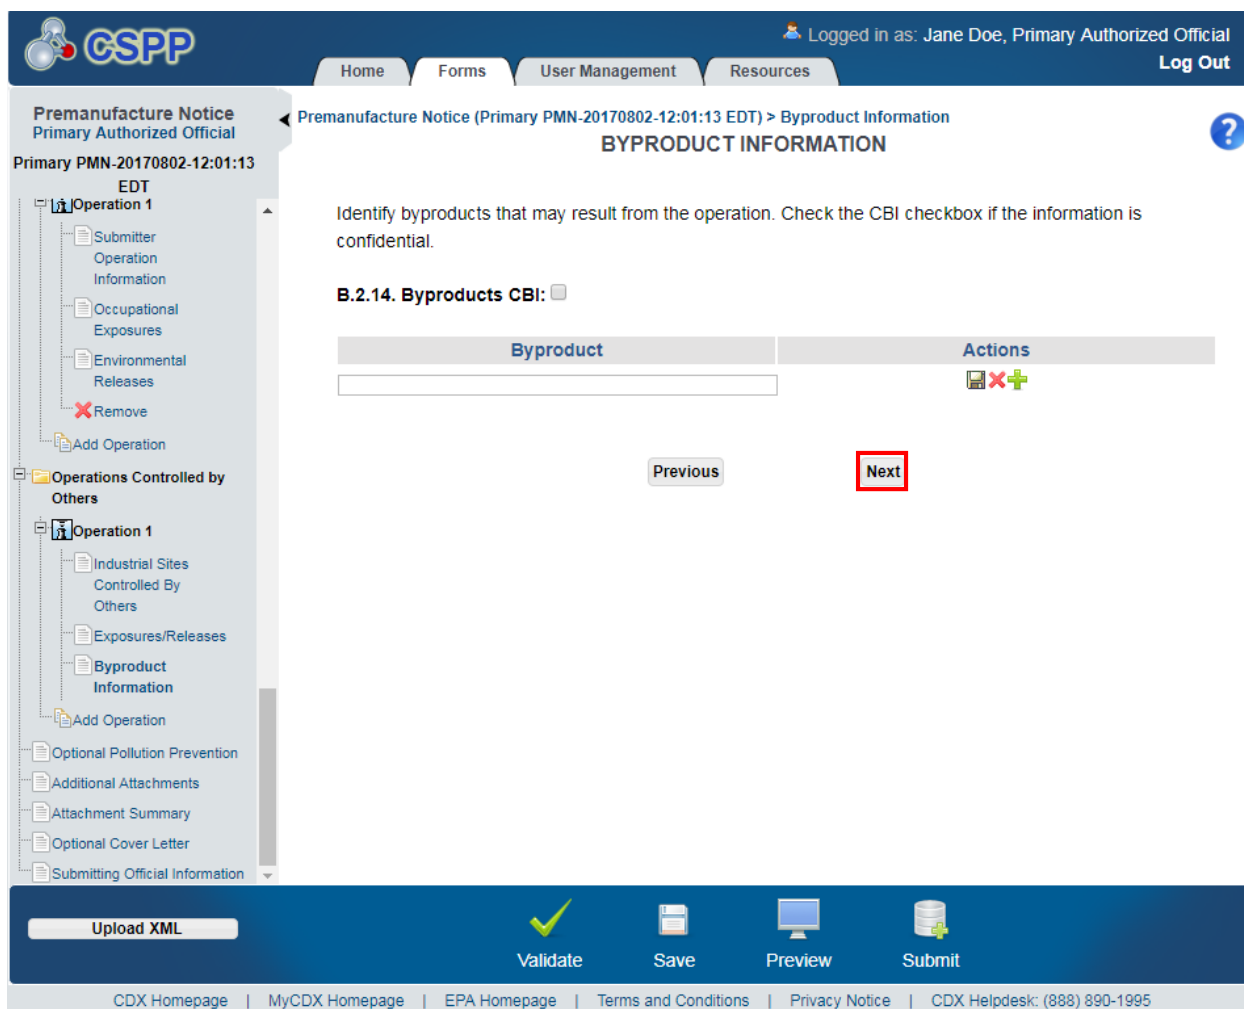 CSPP
Logged in as: Jane Doe, Primary Authorized Official
Log Out
Home Forms User Management Resources
Premanufacture Notice
Primary Authorized Official
Primary PMN-20170802-12:01:13
EDT
Operation 1
Submitter
Operation
Information
Occupational
Exposures
Environmental
Releases
Remove
Add Operation
Operations Controlled by
Others
Operation 1
Industrial Sites
Controlled By
Others
Exposures/Releases
Byproduct
Information
Add Operation
Optional Pollution Prevention
Additional Attachments
Attachment Summary
Optional Cover Letter
Submitting Official Information
Premanufacture Notice (Primary PMN-20170802-12:01:13 EDT) > Byproduct Information
BYPRODUCT INFORMATION
?
Identify byproducts that may result from the operation. Check the CBI checkbox if the information is
confidential.
B.2.14. Byproducts CBI:
Byproduct Actions
Previous Next
Upload XML
Validate Save Preview Submit
CDX Homepage | MyCDX Homepage | EPA Homepage | Terms and Conditions | Privacy Notice | CDX Helpdesk: (888) 890-1995